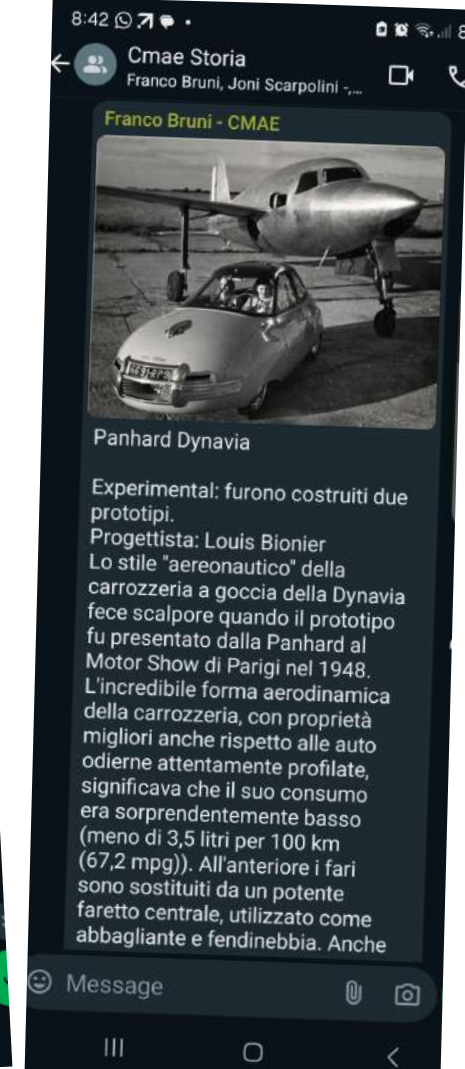 8:42
Cmae Storia
Franco Bruni, Joni Scarpolini -,...
Franco Bruni - CMAE
Panhard Dynavia
Experimental: furono costruiti due
prototipi.
Progettista: Louis Bionier
Lo stile "aereonautico" della
carrozzeria a goccia della Dynavia
fece scalpore quando il prototipo
fu presentato dalla Panhard al
Motor Show di Parigi nel 1948.
L'incredibile forma aerodinamica
della carrozzeria, con proprietà
migliori anche rispetto alle auto
odierne attentamente profilate,
significava che il suo consumo
era sorprendentemente basso
(meno di 3,5 litri per 100 km
(67,2 mpg)). All'anteriore i fari
sono sostituiti da un potente
faretto centrale, utilizzato come
abbagliante e fendinebbia. Anche
Message